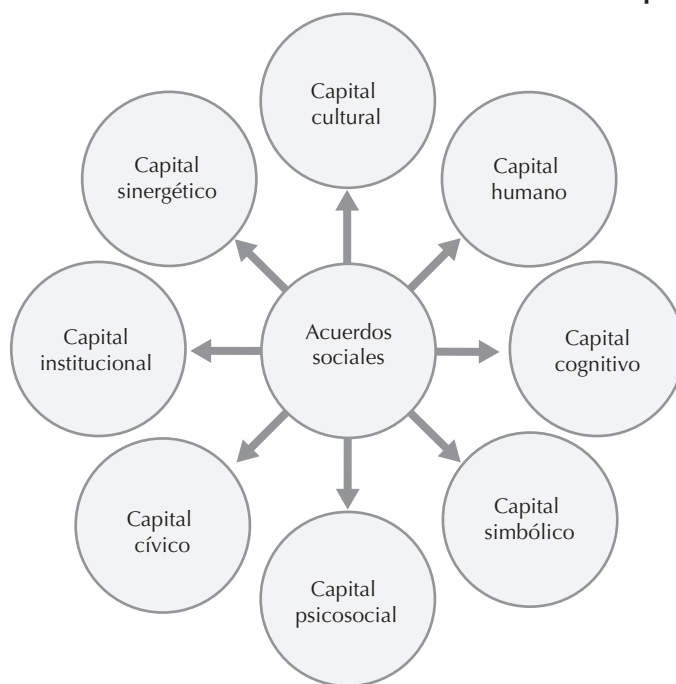 Capital
cultural
Capital
sinergético
Capital
humano
Acuerdos
sociales
Capital
institucional
Capital
cognitivo
Capital
cívico
Capital
simbólico
Capital
psicosocial